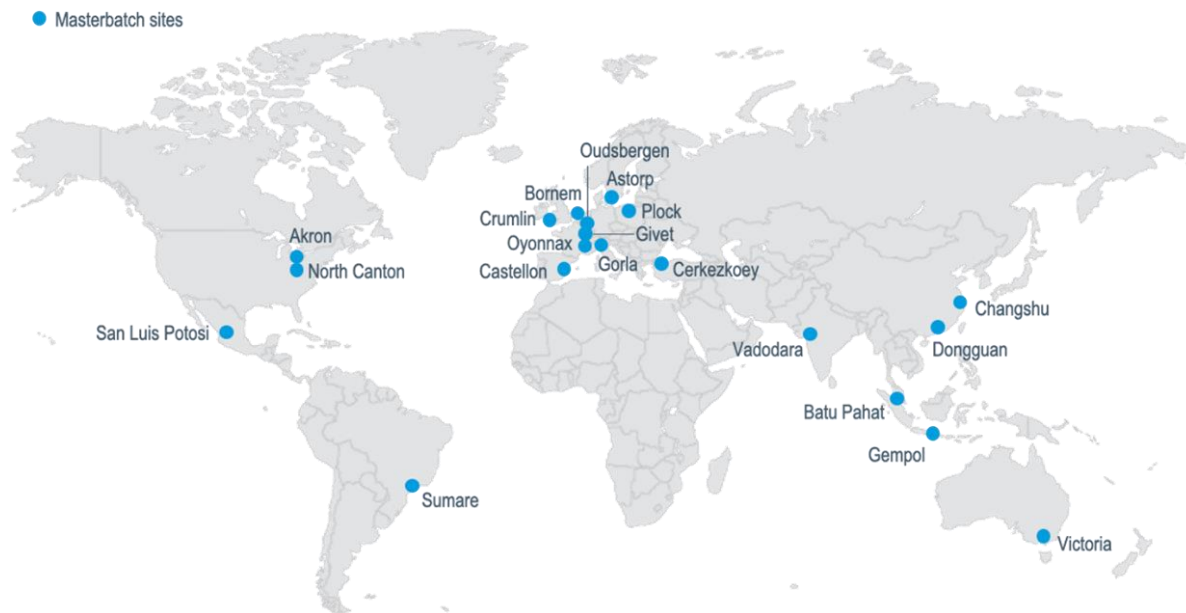 Masterbatch sites
Oudsbergen
Astorp
Bornem
Plock
Crumlin
Givet
Oyonnax
Gorla
Castellon
Cerkezkoey
Akron
North Canton
San Luis Potosi
Sumare
Changshu
Dongguan
Vadodara
Batu Pahat
Gempol
Victoria